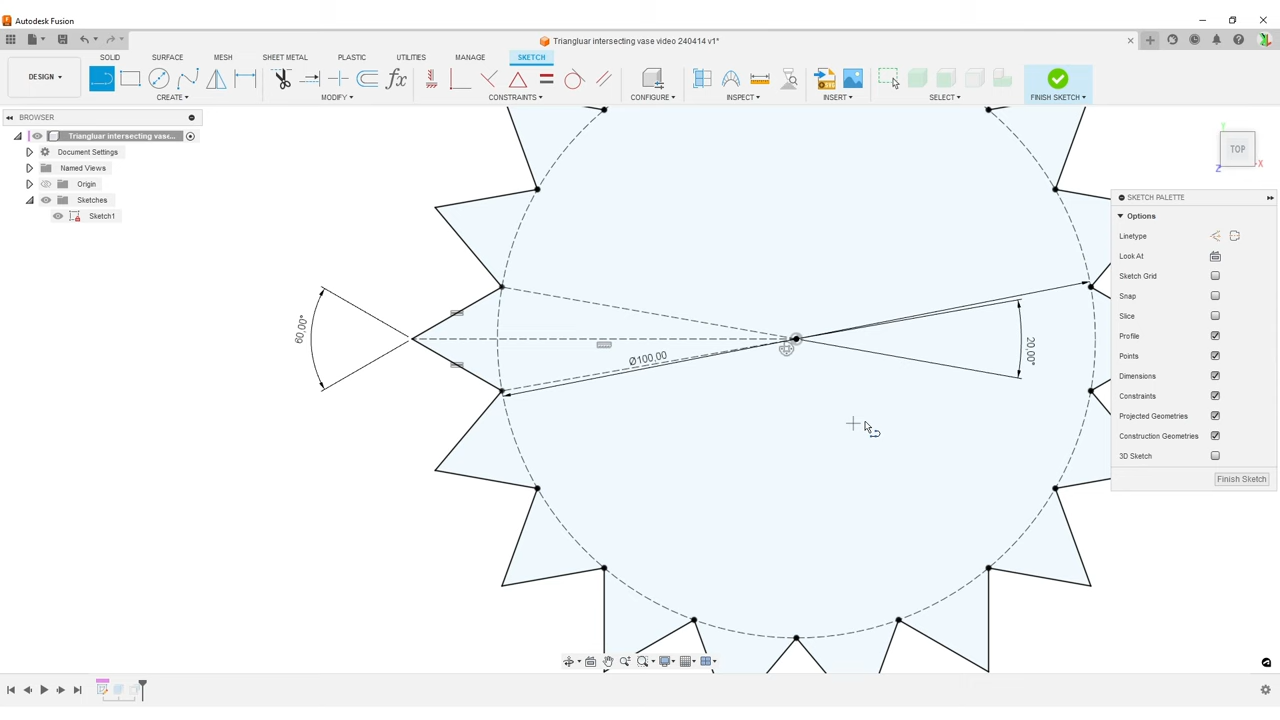 Autodesk Fusion
Triangluar intersecting vase video 240414 v1*
DESIGN
SOLID SURFACE MESH SHEET METAL PLASTIC UTILITIES MANAGE SKETCH
CREATE MODIFY CONSTRAINTS CONFIGURE INSPECT INSERT SELECT FINISH SKETCH
BROWSER
Triangluar intersecting vase...
Document Settings
Named Views
Origin
Sketches
Sketch1
Y
TOP
X
Z
60,00°
Ø100.00
20,00°
SKETCH PALETTE
Options
Linetype
Look At
Sketch Grid
Snap
Slice
Profile
Points
Dimensions
Constraints
Projected Geometries
Construction Geometries
3D Sketch
Finish Sketch